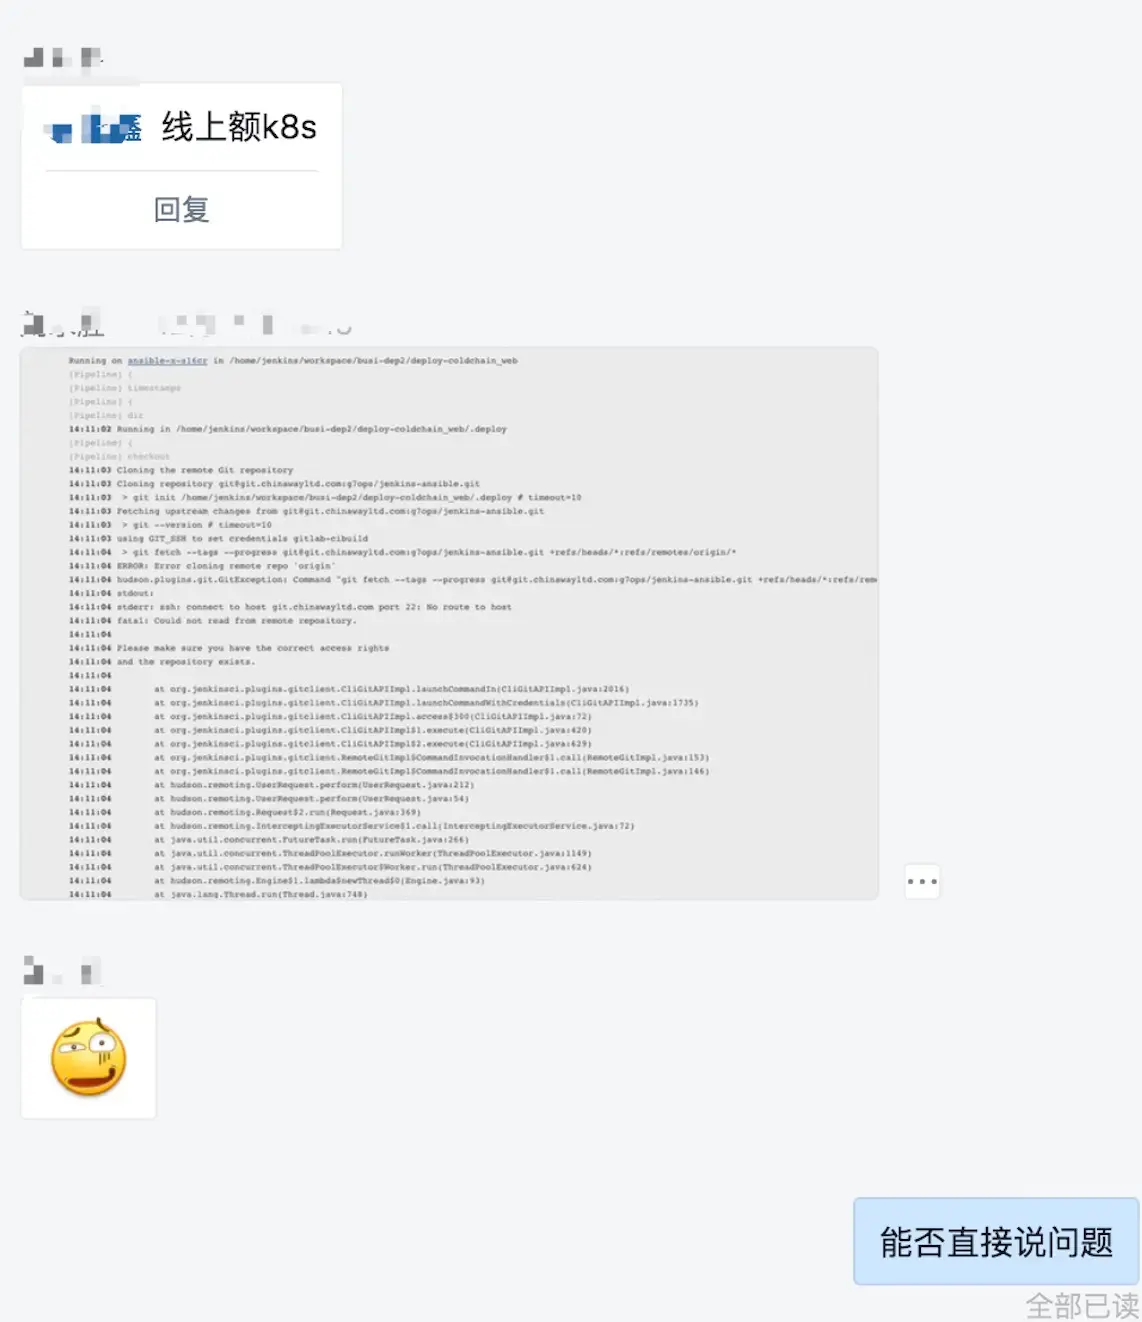 鑫 线上额k8s
回复
Running on ansible-x-sl6cr in /home/jenkins/workspace/busi-dep2/deploy-coldchain_web
[Pipeline] {
[Pipeline] timestamps
[Pipeline] {
[Pipeline] dir
14:11:02 Running in /home/jenkins/workspace/busi-dep2/deploy-coldchain_web/.deploy
[Pipeline] {
[Pipeline] checkout
14:11:03 Cloning the remote Git repository
14:11:03 Cloning repository git@git.chinawayltd.com:g7ops/jenkins-ansible.git
14:11:03 > git init /home/jenkins/workspace/busi-dep2/deploy-coldchain_web/.deploy # timeout=10
14:11:03 Fetching upstream changes from git@git.chinawayltd.com:g7ops/jenkins-ansible.git
14:11:03 > git --version # timeout=10
14:11:03 using GIT_SSH to set credentials gitlab-cibuild
14:11:04 > git fetch --tags --progress git@git.chinawayltd.com:g7ops/jenkins-ansible.git +refs/heads/*:refs/remotes/origin/*
14:11:04 ERROR: Error cloning remote repo 'origin'
14:11:04 hudson.plugins.git.GitException: Command "git fetch --tags --progress git@git.chinawayltd.com:g7ops/jenkins-ansible.git +refs/heads/*:refs/rem
14:11:04 stdout:
14:11:04 stderr: ssh: connect to host git.chinawayltd.com port 22: No route to host
14:11:04 fatal: Could not read from remote repository.
14:11:04
14:11:04 Please make sure you have the correct access rights
14:11:04 and the repository exists.
14:11:04
14:11:04 at org.jenkinsci.plugins.gitclient.CliGitAPIImpl.launchCommandIn(CliGitAPIImpl.java:2016)
14:11:04 at org.jenkinsci.plugins.gitclient.CliGitAPIImpl.launchCommandWithCredentials(CliGitAPIImpl.java:1735)
14:11:04 at org.jenkinsci.plugins.gitclient.CliGitAPIImpl.access$300(CliGitAPIImpl.java:72)
14:11:04 at org.jenkinsci.plugins.gitclient.CliGitAPIImpl$1.execute(CliGitAPIImpl.java:420)
14:11:04 at org.jenkinsci.plugins.gitclient.CliGitAPIImpl$2.execute(CliGitAPIImpl.java:629)
14:11:04 at org.jenkinsci.plugins.gitclient.RemoteGitImpl$CommandInvocationHandler$1.call(RemoteGitImpl.java:153)
14:11:04 at org.jenkinsci.plugins.gitclient.RemoteGitImpl$CommandInvocationHandler$1.call(RemoteGitImpl.java:146)
14:11:04 at hudson.remoting.UserRequest.perform(UserRequest.java:212)
14:11:04 at hudson.remoting.UserRequest.perform(UserRequest.java:54)
14:11:04 at hudson.remoting.Request$2.run(Request.java:369)
14:11:04 at hudson.remoting.InterceptingExecutorService$1.call(InterceptingExecutorService.java:72)
14:11:04 at java.util.concurrent.FutureTask.run(FutureTask.java:266)
14:11:04 at java.util.concurrent.ThreadPoolExecutor.runWorker(ThreadPoolExecutor.java:1149)
14:11:04 at java.util.concurrent.ThreadPoolExecutor$Worker.run(ThreadPoolExecutor.java:624)
14:11:04 at hudson.remoting.Engine$1.lambda$newThread$0(Engine.java:93)
14:11:04 at java.lang.Thread.run(Thread.java:748)
能否直接说问题
全部已读